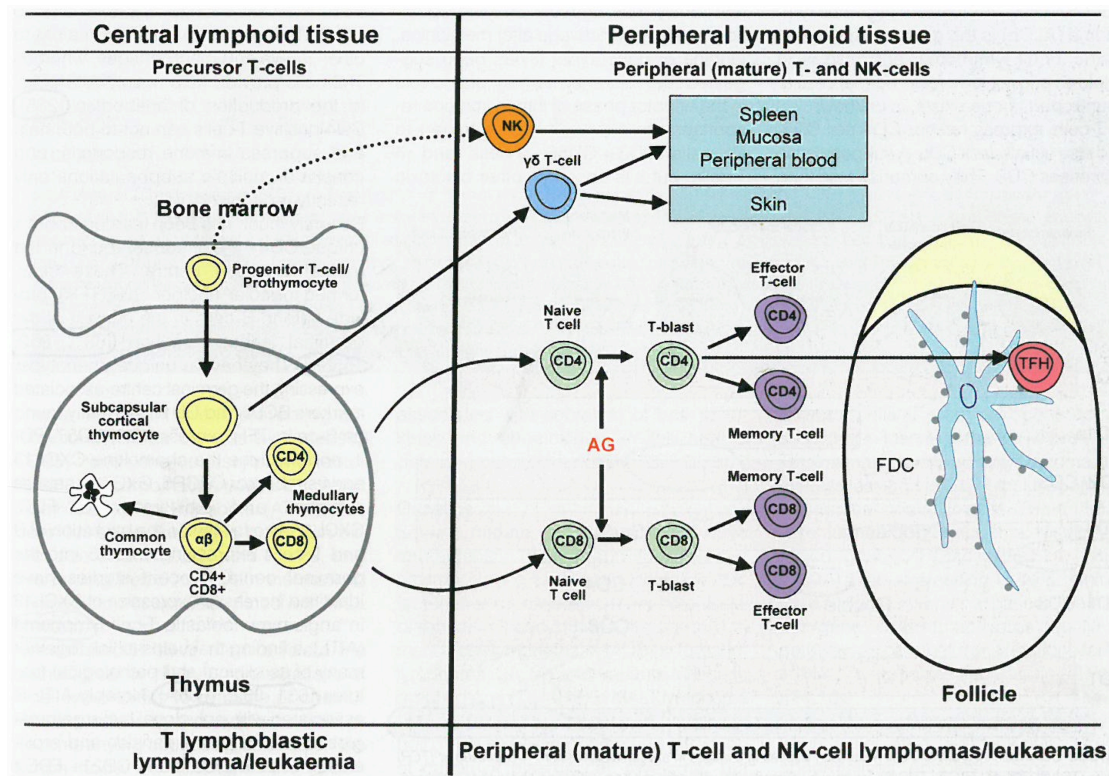 Central lymphoid tissue
Peripheral lymphoid tissue
Precursor T-cells
Peripheral (mature) T- and NK-cells
NK
γδ T-cell
Spleen
Mucosa
Peripheral blood
Skin
Bone marrow
Progenitor T-cell/
Prothymocyte
Subcapsular
cortical
thymocyte
CD4
Medullary
thymocytes
CD8
Common
thymocyte
αβ
CD4+
CD8+
Thymus
Naive
T cell
CD4
T-blast
CD4
Effector
T-cell
CD4
CD4
Memory T-cell
AG
Memory T-cell
CD8
CD8
Naive
T cell
CD8
T-blast
CD8
Effector
T-cell
TFH
FDC
Follicle
T lymphoblastic
lymphoma/leukaemia
Peripheral (mature) T-cell and NK-cell lymphomas/leukaemias